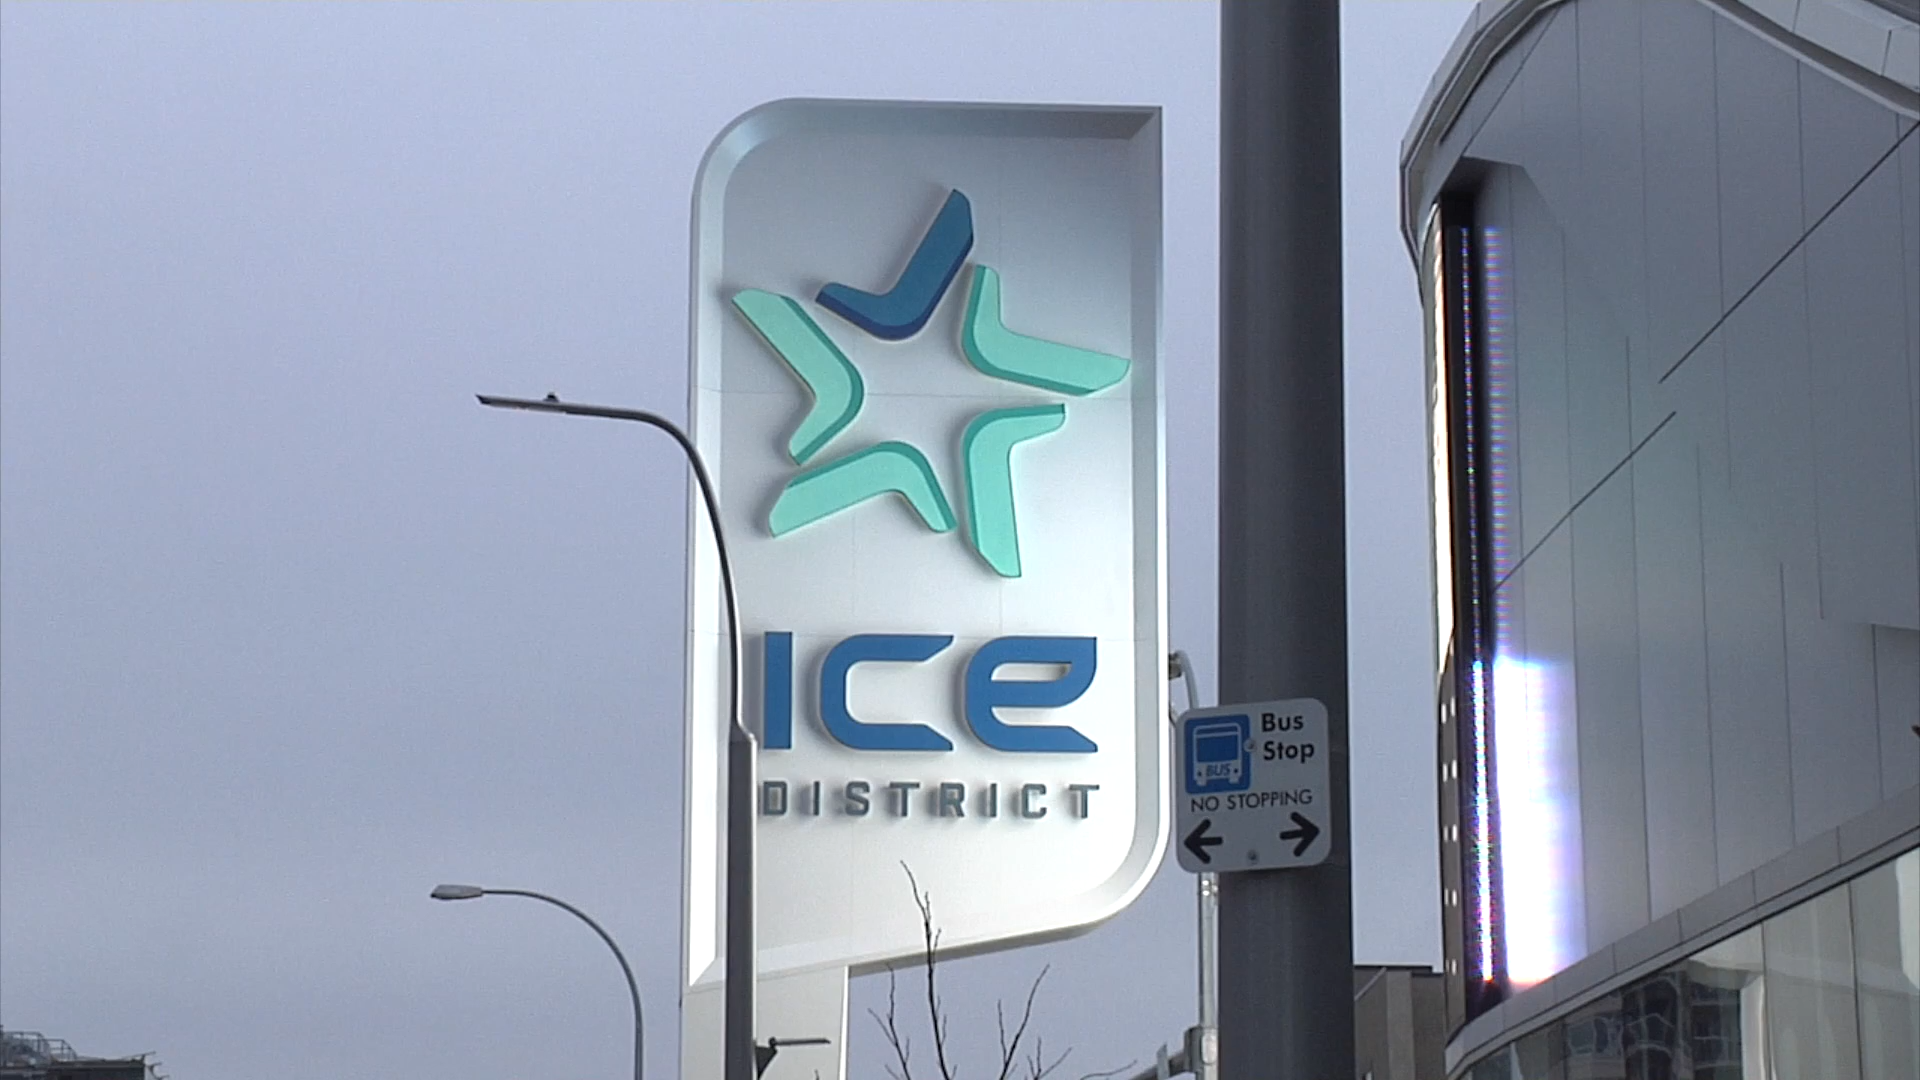 ICE
DISTRICT
Bus
Stop
BUS
NO STOPPING